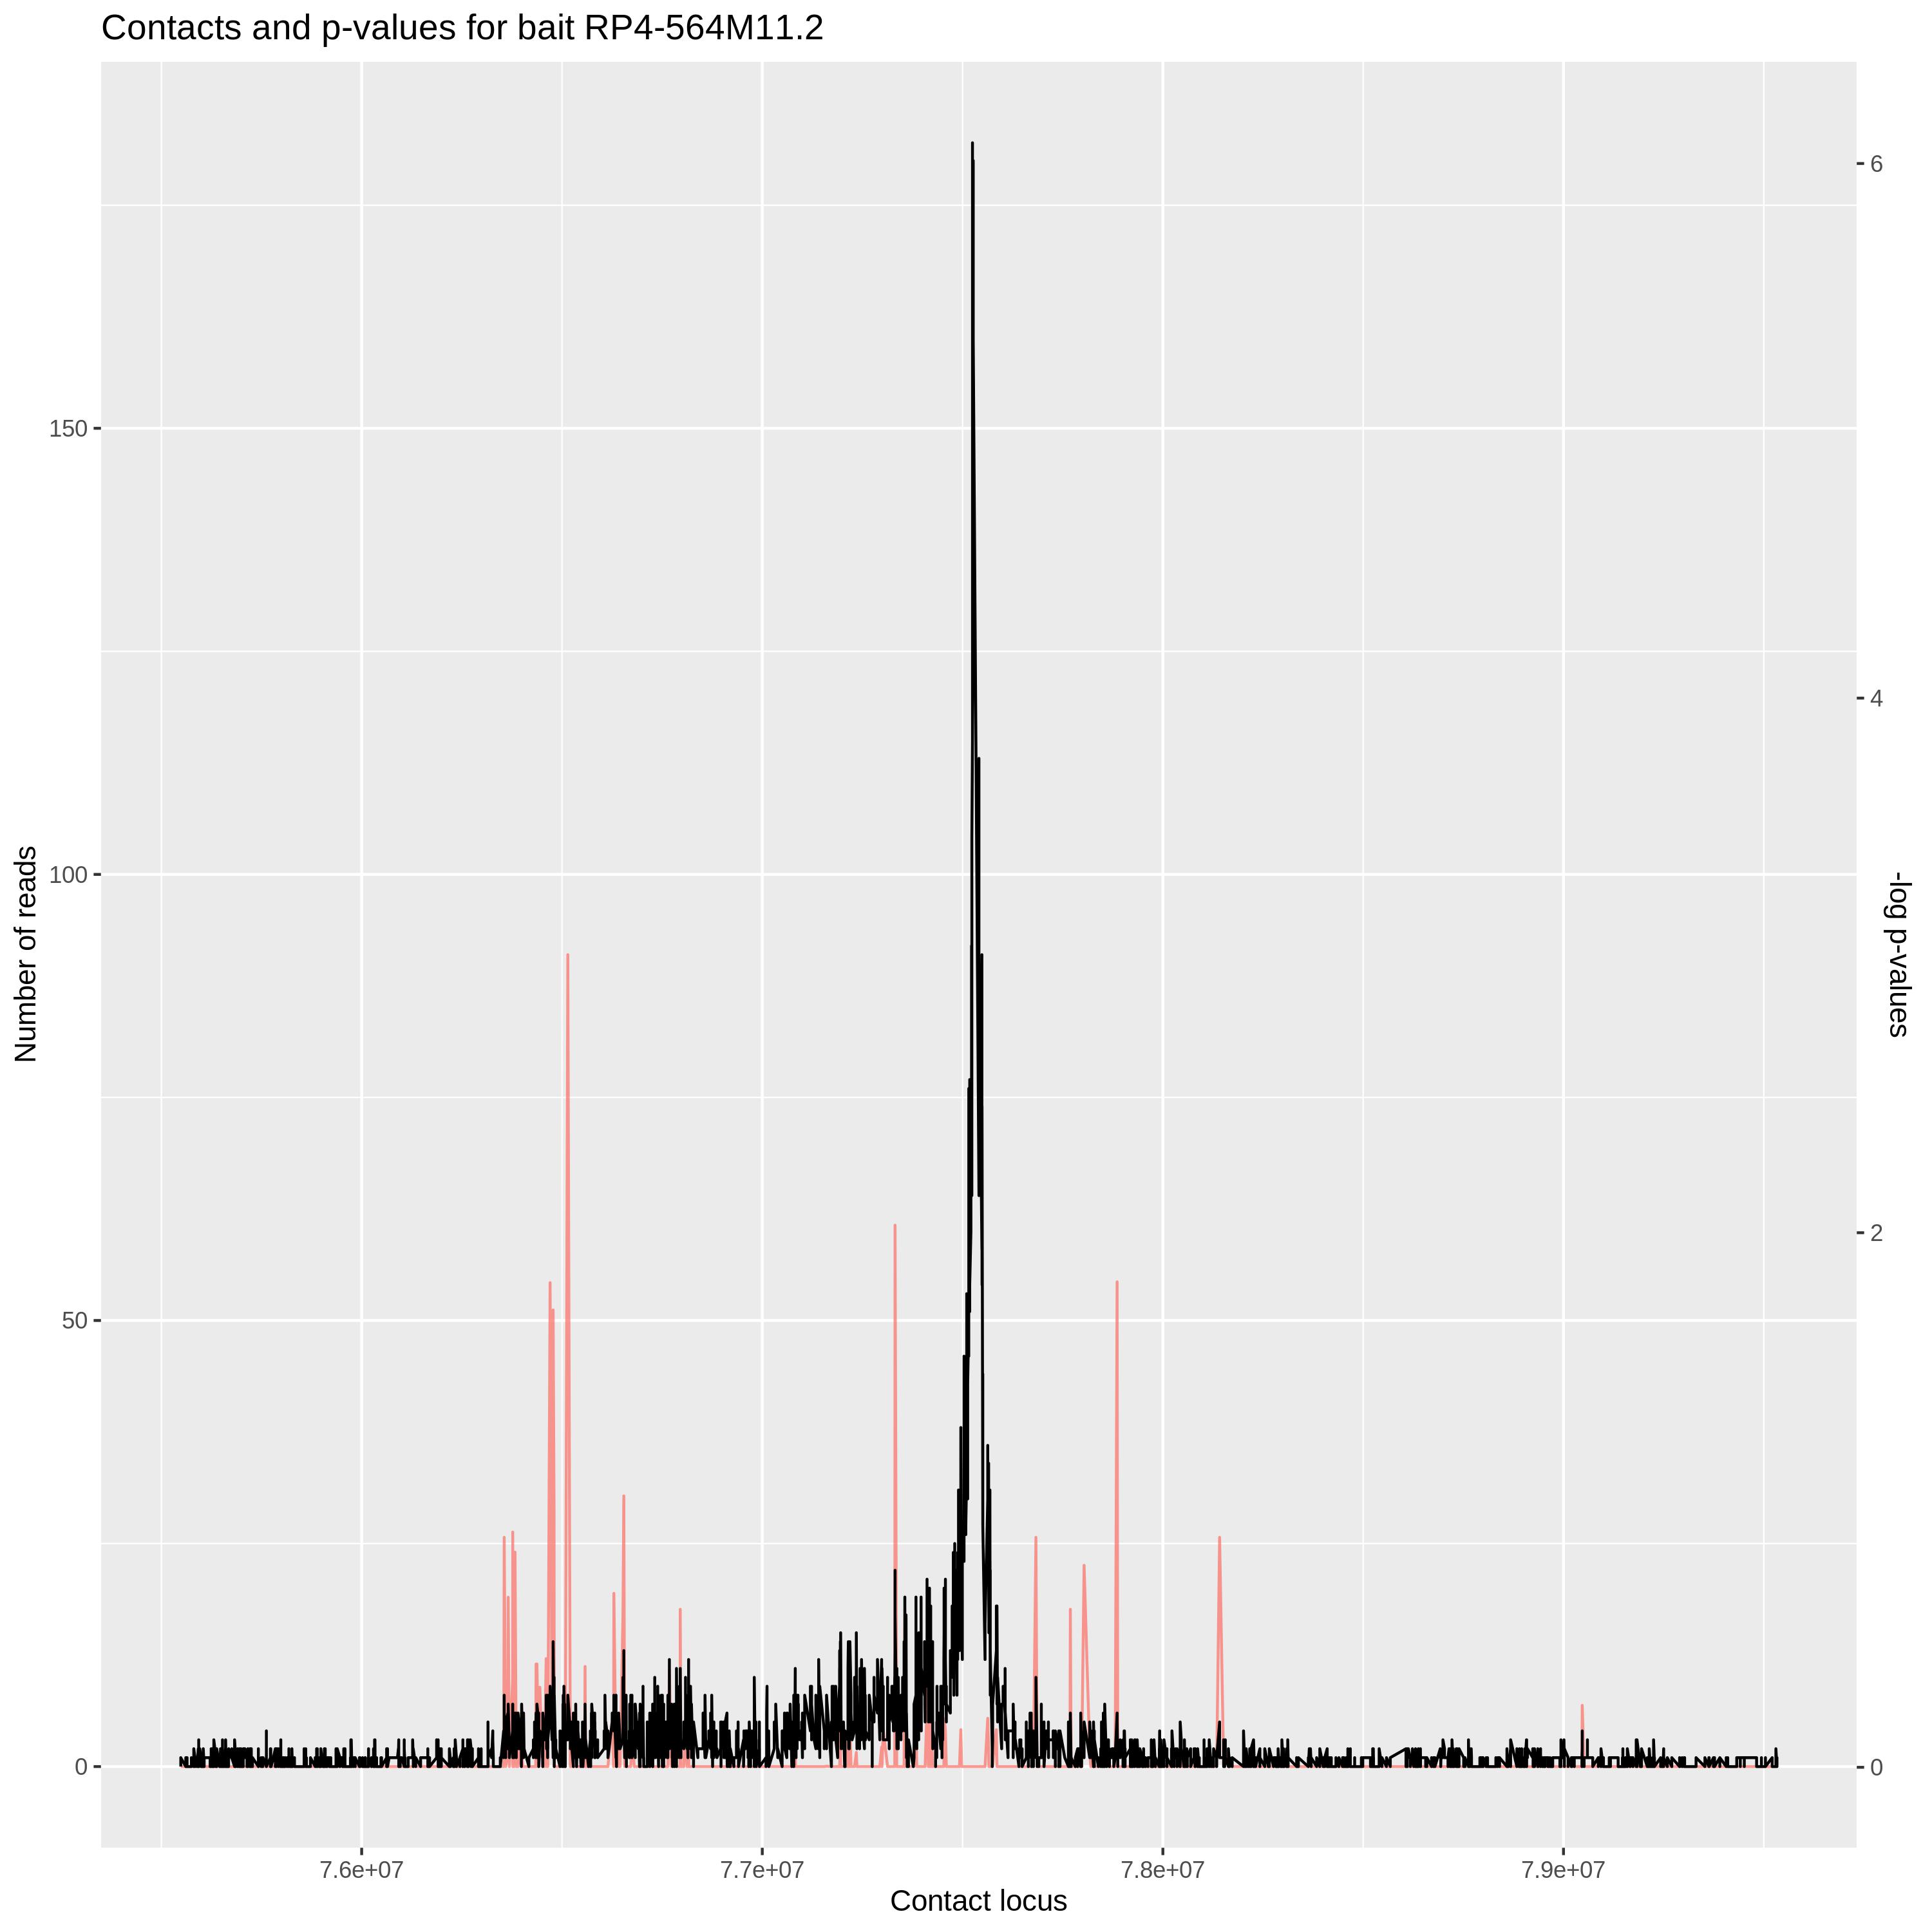 Contacts and p-values for bait RP4-564M11.2
150
100
50
0
6
4
2
0
Number of reads
-log p-values
7.6e+07
7.7e+07
7.8e+07
7.9e+07
Contact locus